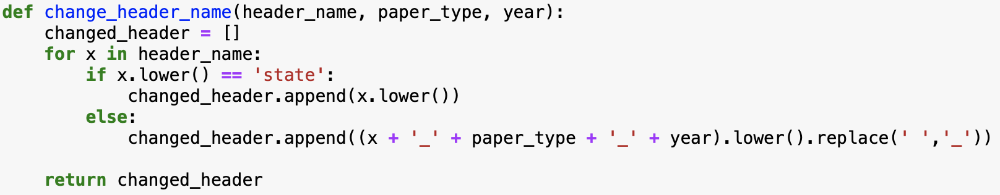 def change_header_name(header_name, paper_type, year):
    changed_header = []
    for x in header_name:
        if x.lower() == 'state':
            changed_header.append(x.lower())
        else:
            changed_header.append((x + '_' + paper_type + '_' + year).lower().replace(' ','_'))

    return changed_header